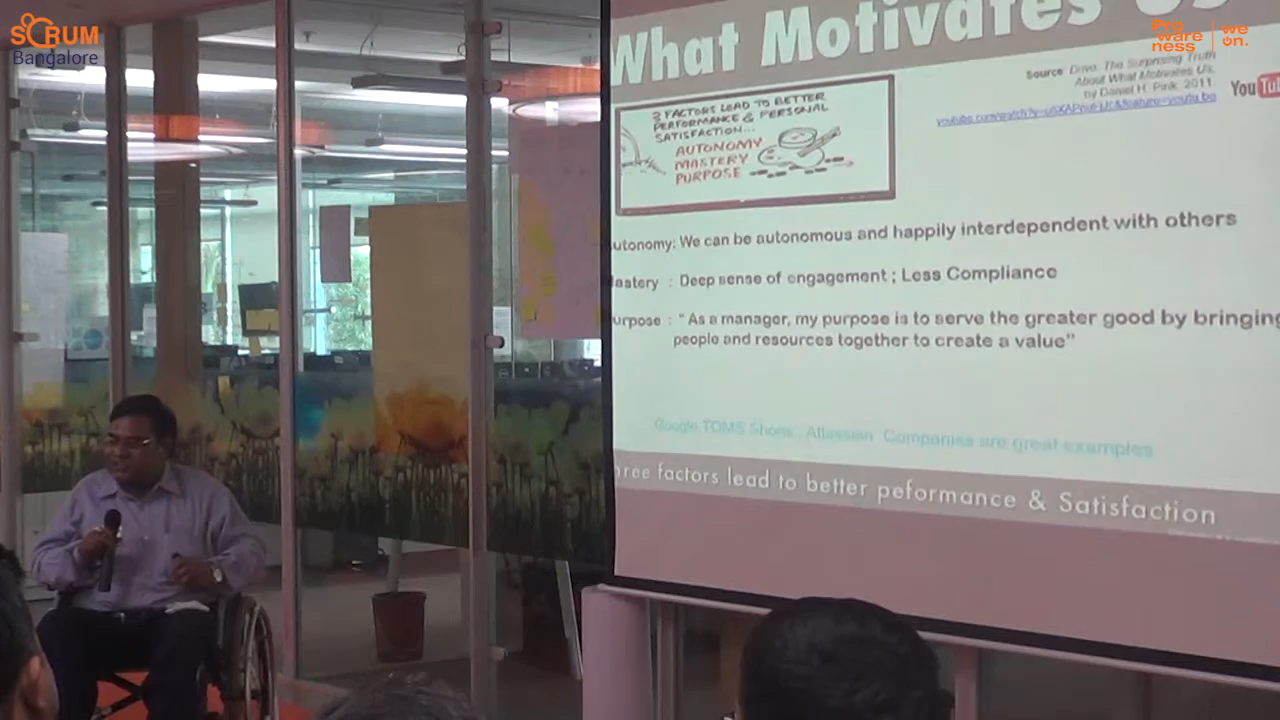 SCRUM
Bangalore
What Motivates Us
Pro
ware
ness
we
on.
Source: Drive, The Surprising Truth
About What Motivates Us,
by Daniel H. Pink, 2011
YouTu
3 FACTORS LEAD TO BETTER
PERFORMANCE & PERSONAL
SATISFACTION...
AUTONOMY
MASTERY
PURPOSE
utonomy: We can be autonomous and happily interdependent with others
astery : Deep sense of engagement ; Less Compliance
urpose : " As a manager, my purpose is to serve the greater good by bringing
people and resources together to create a value"
Google, TOMS Shoes, Atlassian Companies are great examples
hree factors lead to better peformance & Satisfaction